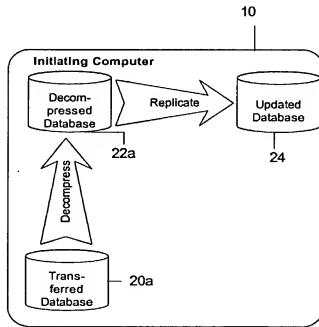 10
Initiating Computer
Decom-
pressed
Database
Replicate
Updated
Database
22a
24
Decompress
Trans-
ferred
Database
20a